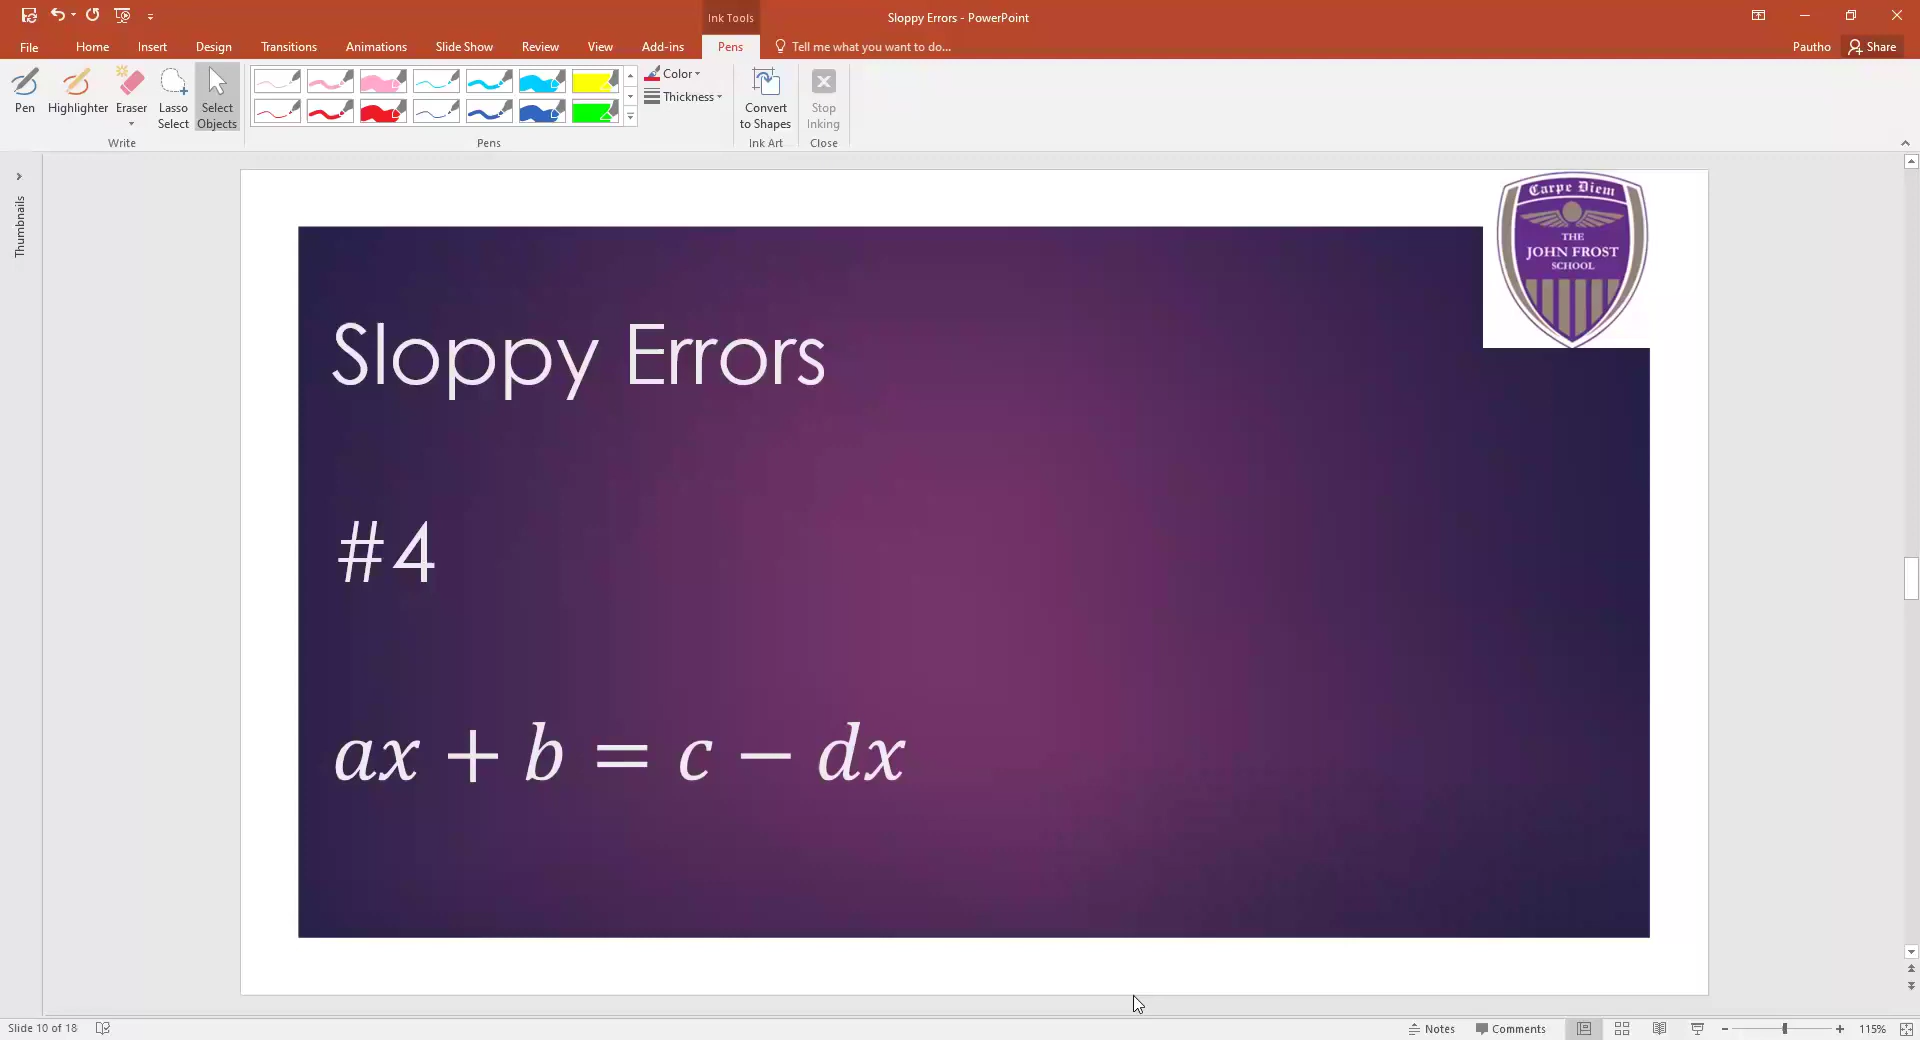 Ink Tools
Sloppy Errors - PowerPoint
File Home Insert Design Transitions Animations Slide Show Review View Add-ins Pens Tell me what you want to do... Pautho Share
Pen Highlighter Eraser Lasso Select Select Objects
Color
Thickness
Convert to Shapes
Stop Inking
Write Pens Ink Art Close
Thumbnails
Carpe Diem
THE
JOHN FROST
SCHOOL
Sloppy Errors
#4
ax + b = c − dx
Slide 10 of 18 Notes Comments 115%